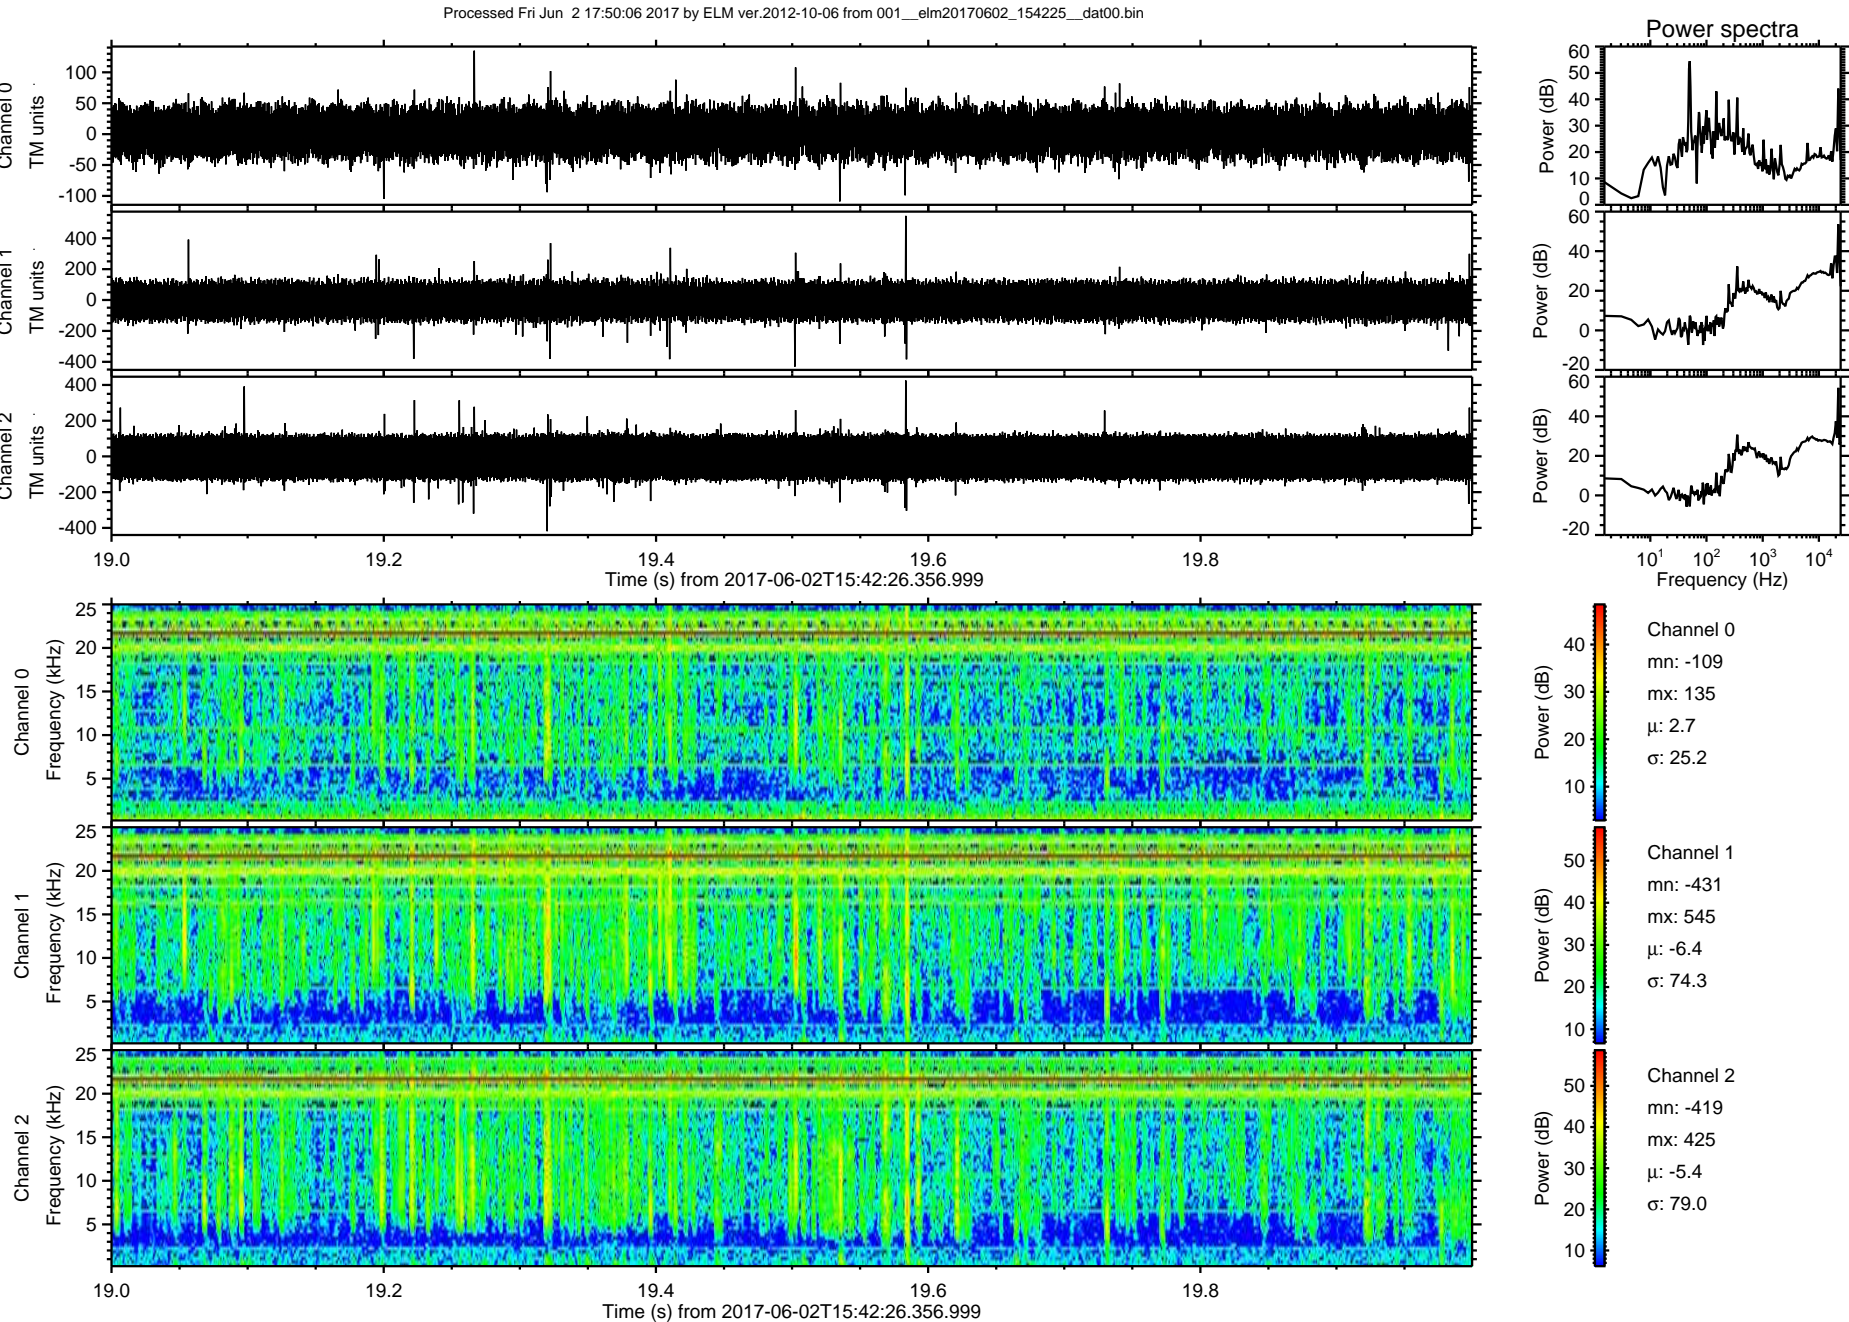 Processed Fri Jun  2 17:50:06 2017 by ELM ver.2012-10-06 from 001__elm20170602_154225__dat00.bin
Power spectra
Channel 0
TM units
100
50
0
-50
-100
Power (dB)
60
50
40
30
20
10
0
Channel 1
TM units
400
200
0
-200
-400
Power (dB)
60
40
20
0
-20
Channel 2
TM units
400
200
0
-200
-400
Power (dB)
60
40
20
0
-20
19.0 19.2 19.4 19.6 19.8
Time (s) from 2017-06-02T15:42:26.356.999
10^1 10^2 10^3 10^4
Frequency (Hz)
Channel 0
Frequency (kHz)
25
20
15
10
5
Power (dB)
40
30
20
10
Channel 0
mn: -109
mx: 135
μ: 2.7
σ: 25.2
Channel 1
Frequency (kHz)
25
20
15
10
5
Power (dB)
50
40
30
20
10
Channel 1
mn: -431
mx: 545
μ: -6.4
σ: 74.3
Channel 2
Frequency (kHz)
25
20
15
10
5
Power (dB)
50
40
30
20
10
Channel 2
mn: -419
mx: 425
μ: -5.4
σ: 79.0
19.0 19.2 19.4 19.6 19.8
Time (s) from 2017-06-02T15:42:26.356.999